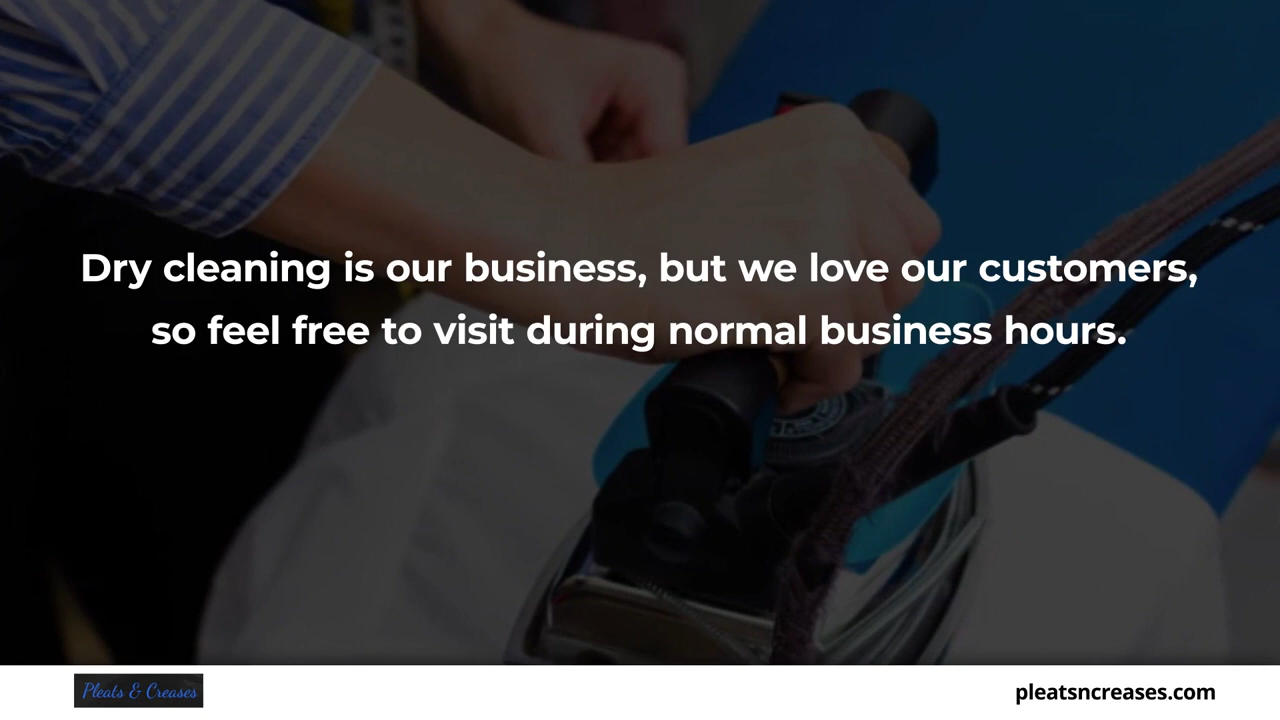 Dry cleaning is our business, but we love our customers,
so feel free to visit during normal business hours.
Pleats & Creases
pleatsncreases.com